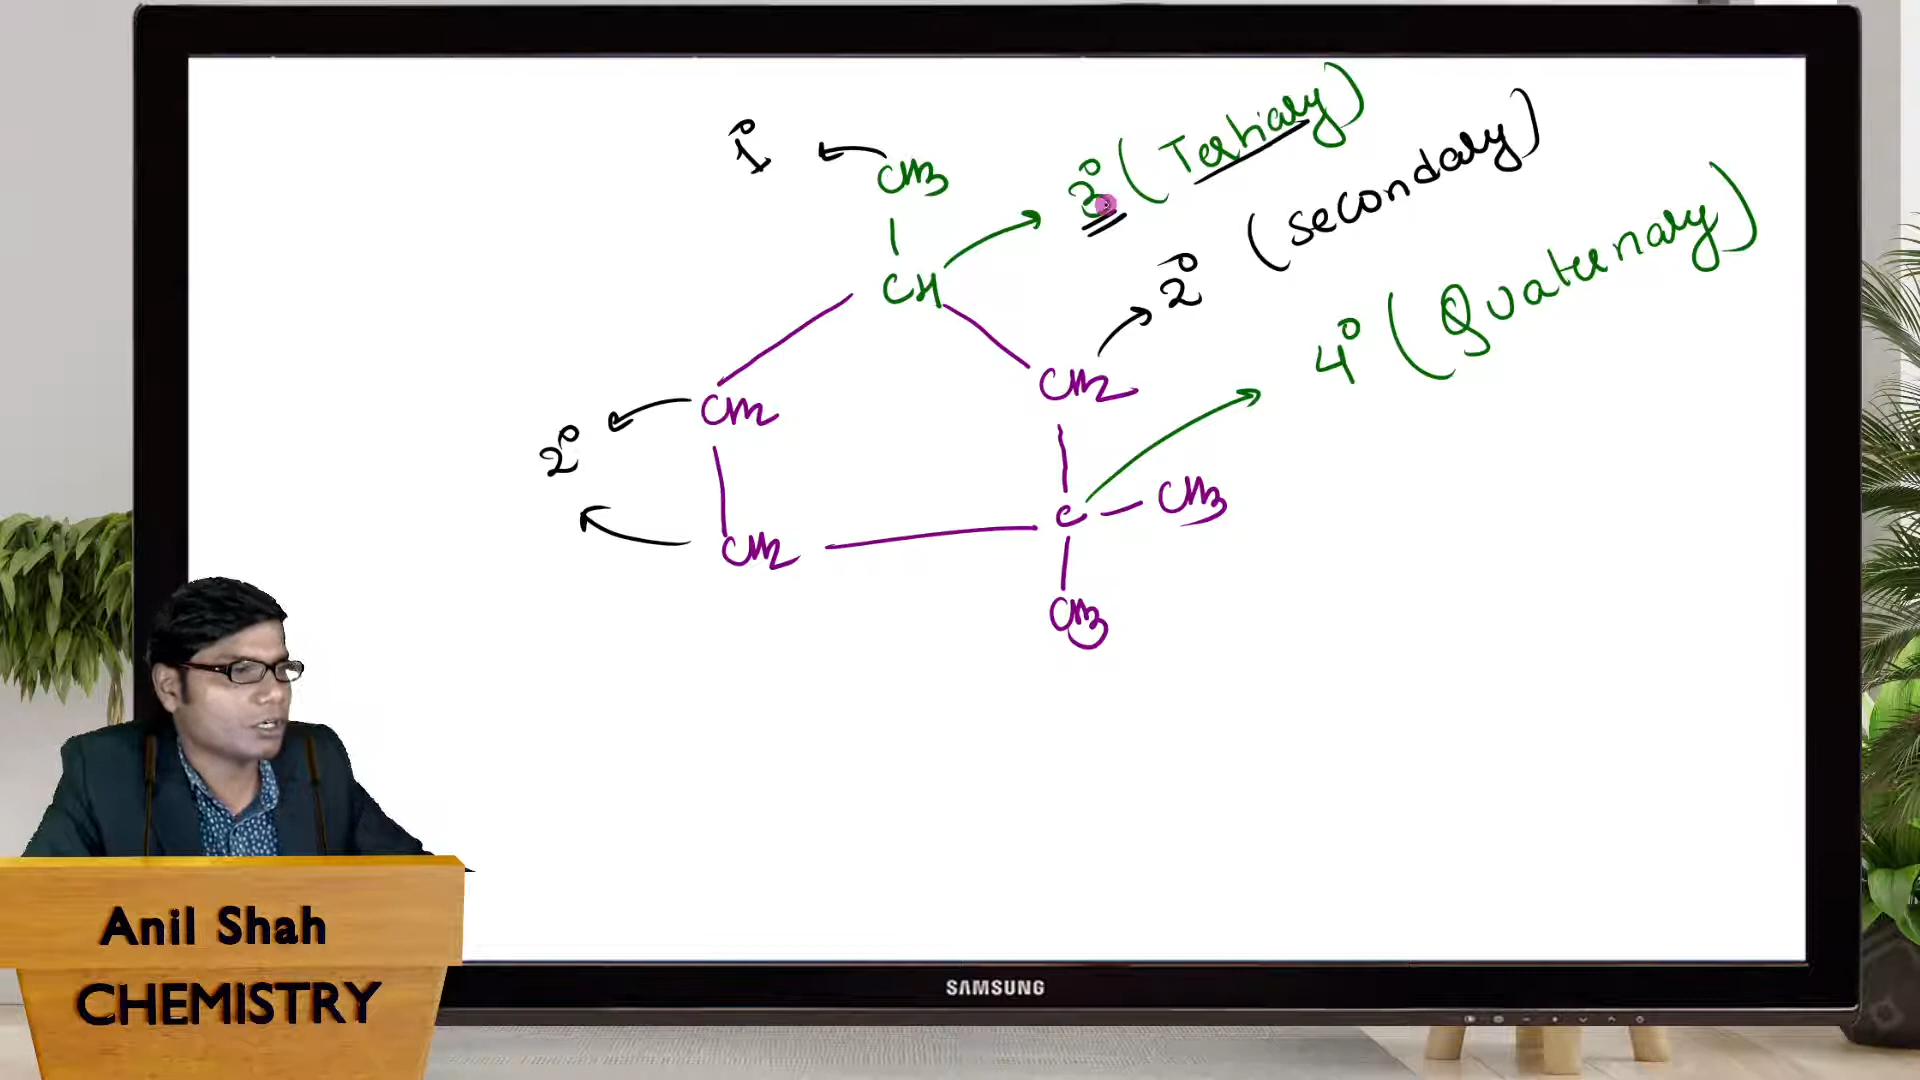 1°
CH3
3° (Tertiary)
CH
2° (secondary)
CH2
CH2
4° (Quaternary)
2°
C
CH3
CH2
CH3
Anil Shah
CHEMISTRY
SAMSUNG